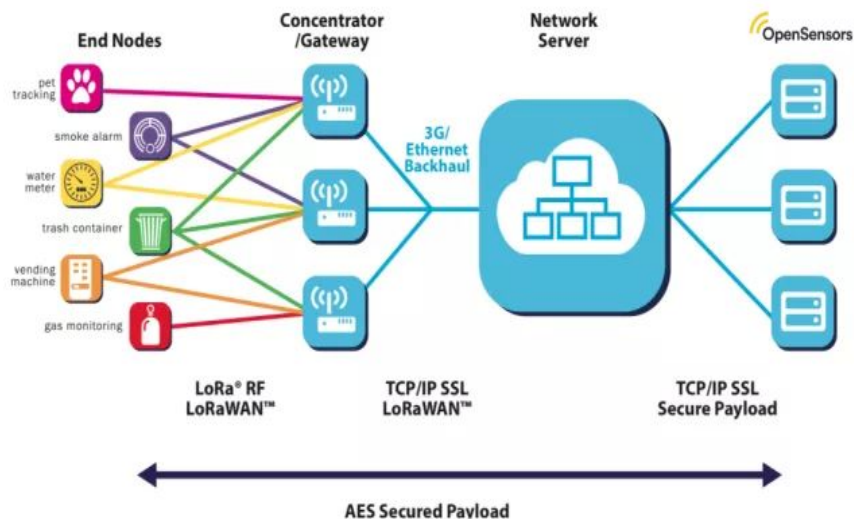 End Nodes
Concentrator
/Gateway
Network
Server
OpenSensors
pet
tracking
smoke alarm
water
meter
trash container
vending
machine
gas monitoring
3G/
Ethernet
Backhaul
LoRa® RF
LoRaWAN™
TCP/IP SSL
LoRaWAN™
TCP/IP SSL
Secure Payload
AES Secured Payload